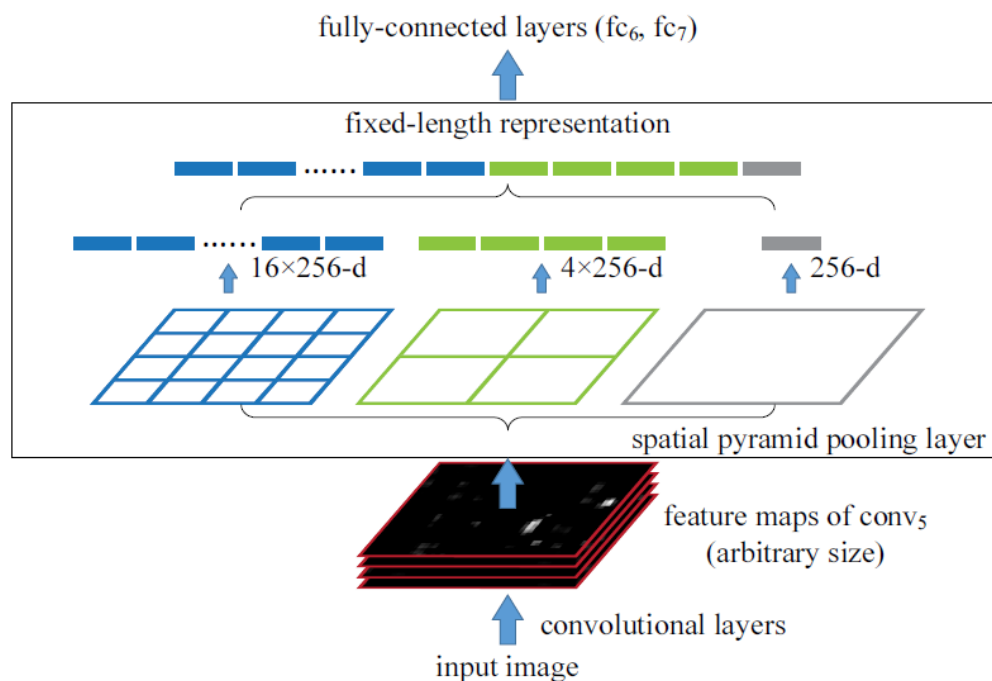 fully-connected layers (fc₆, fc₇)
fixed-length representation
......
......
16×256-d
4×256-d
256-d
spatial pyramid pooling layer
feature maps of conv₅
(arbitrary size)
convolutional layers
input image